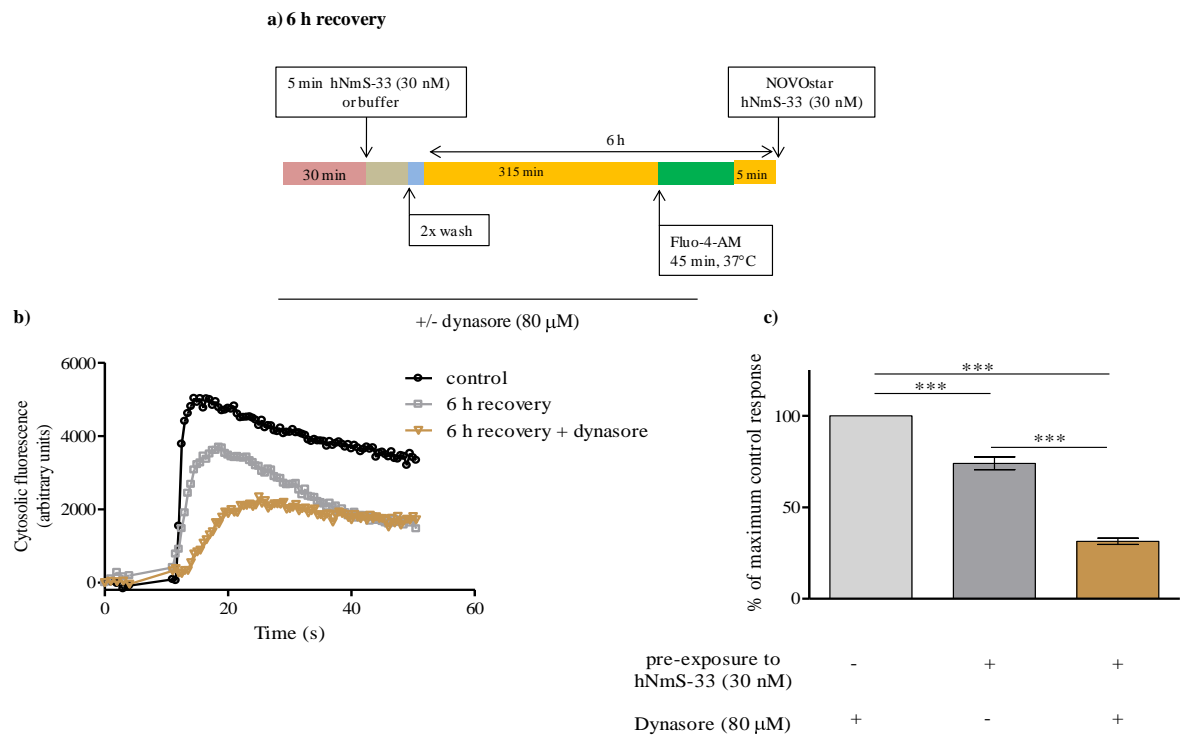 a) 6 h recovery
5 min hNmS-33 (30 nM)
or buffer
NOVOstar
hNmS-33 (30 nM)
6 h
30 min
315 min
5 min
2x wash
Fluo-4-AM
45 min, 37°C
+/- dynasore (80 μM)
b)
Cytosolic fluorescence
(arbitrary units)
6000
4000
2000
0
0
20
40
60
Time (s)
control
6 h recovery
6 h recovery + dynasore
c)
% of maximum control response
100
50
0
***
***
***
pre-exposure to
hNmS-33 (30 nM)
- + +
Dynasore (80 μM)
+ - +